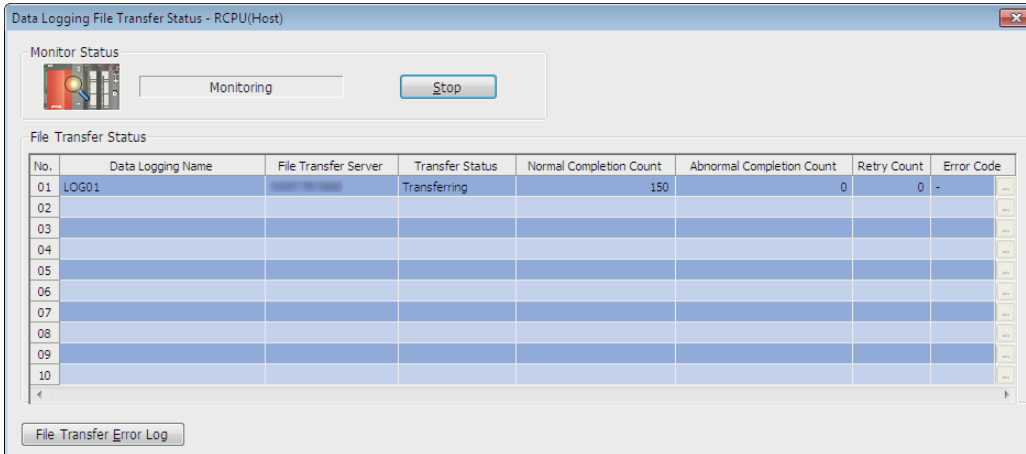 Data Logging File Transfer Status - RCPU(Host)
Monitor Status
Monitoring
Stop
File Transfer Status
No. Data Logging Name File Transfer Server Transfer Status Normal Completion Count Abnormal Completion Count Retry Count Error Code
01 LOG01 Transferring 150 0 0 - ...
02 ...
03 ...
04 ...
05 ...
06 ...
07 ...
08 ...
09 ...
10 ...
File Transfer Error Log